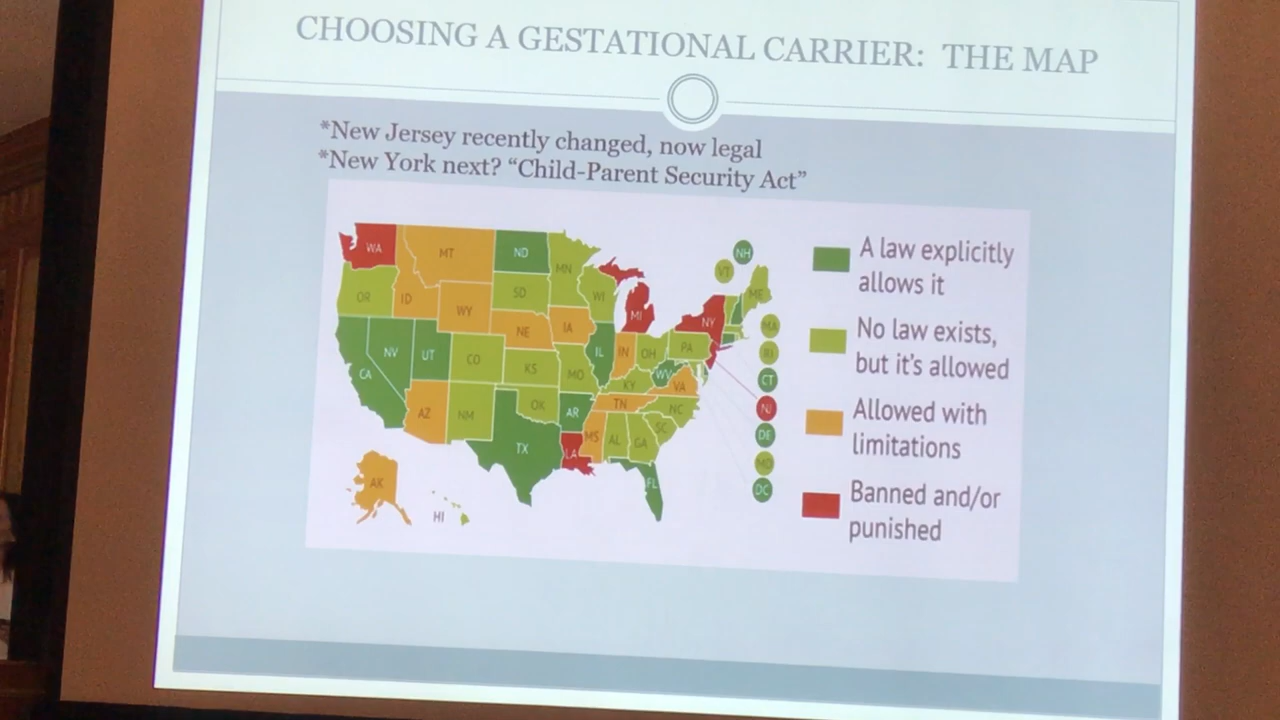 CHOOSING A GESTATIONAL CARRIER: THE MAP
*New Jersey recently changed, now legal
*New York next? “Child-Parent Security Act”
WA
MT
ND
MN
OR
ID
WY
SD
WI
MI
NY
VT
NH
ME
NV
UT
CO
NE
IA
IL
IN
OH
PA
MA
RI
CA
AZ
NM
KS
MO
KY
WV
VA
CT
OK
AR
TN
NC
NJ
TX
LA
MS
AL
GA
SC
DE
MD
AK
HI
FL
DC
A law explicitly
allows it
No law exists,
but it’s allowed
Allowed with
limitations
Banned and/or
punished